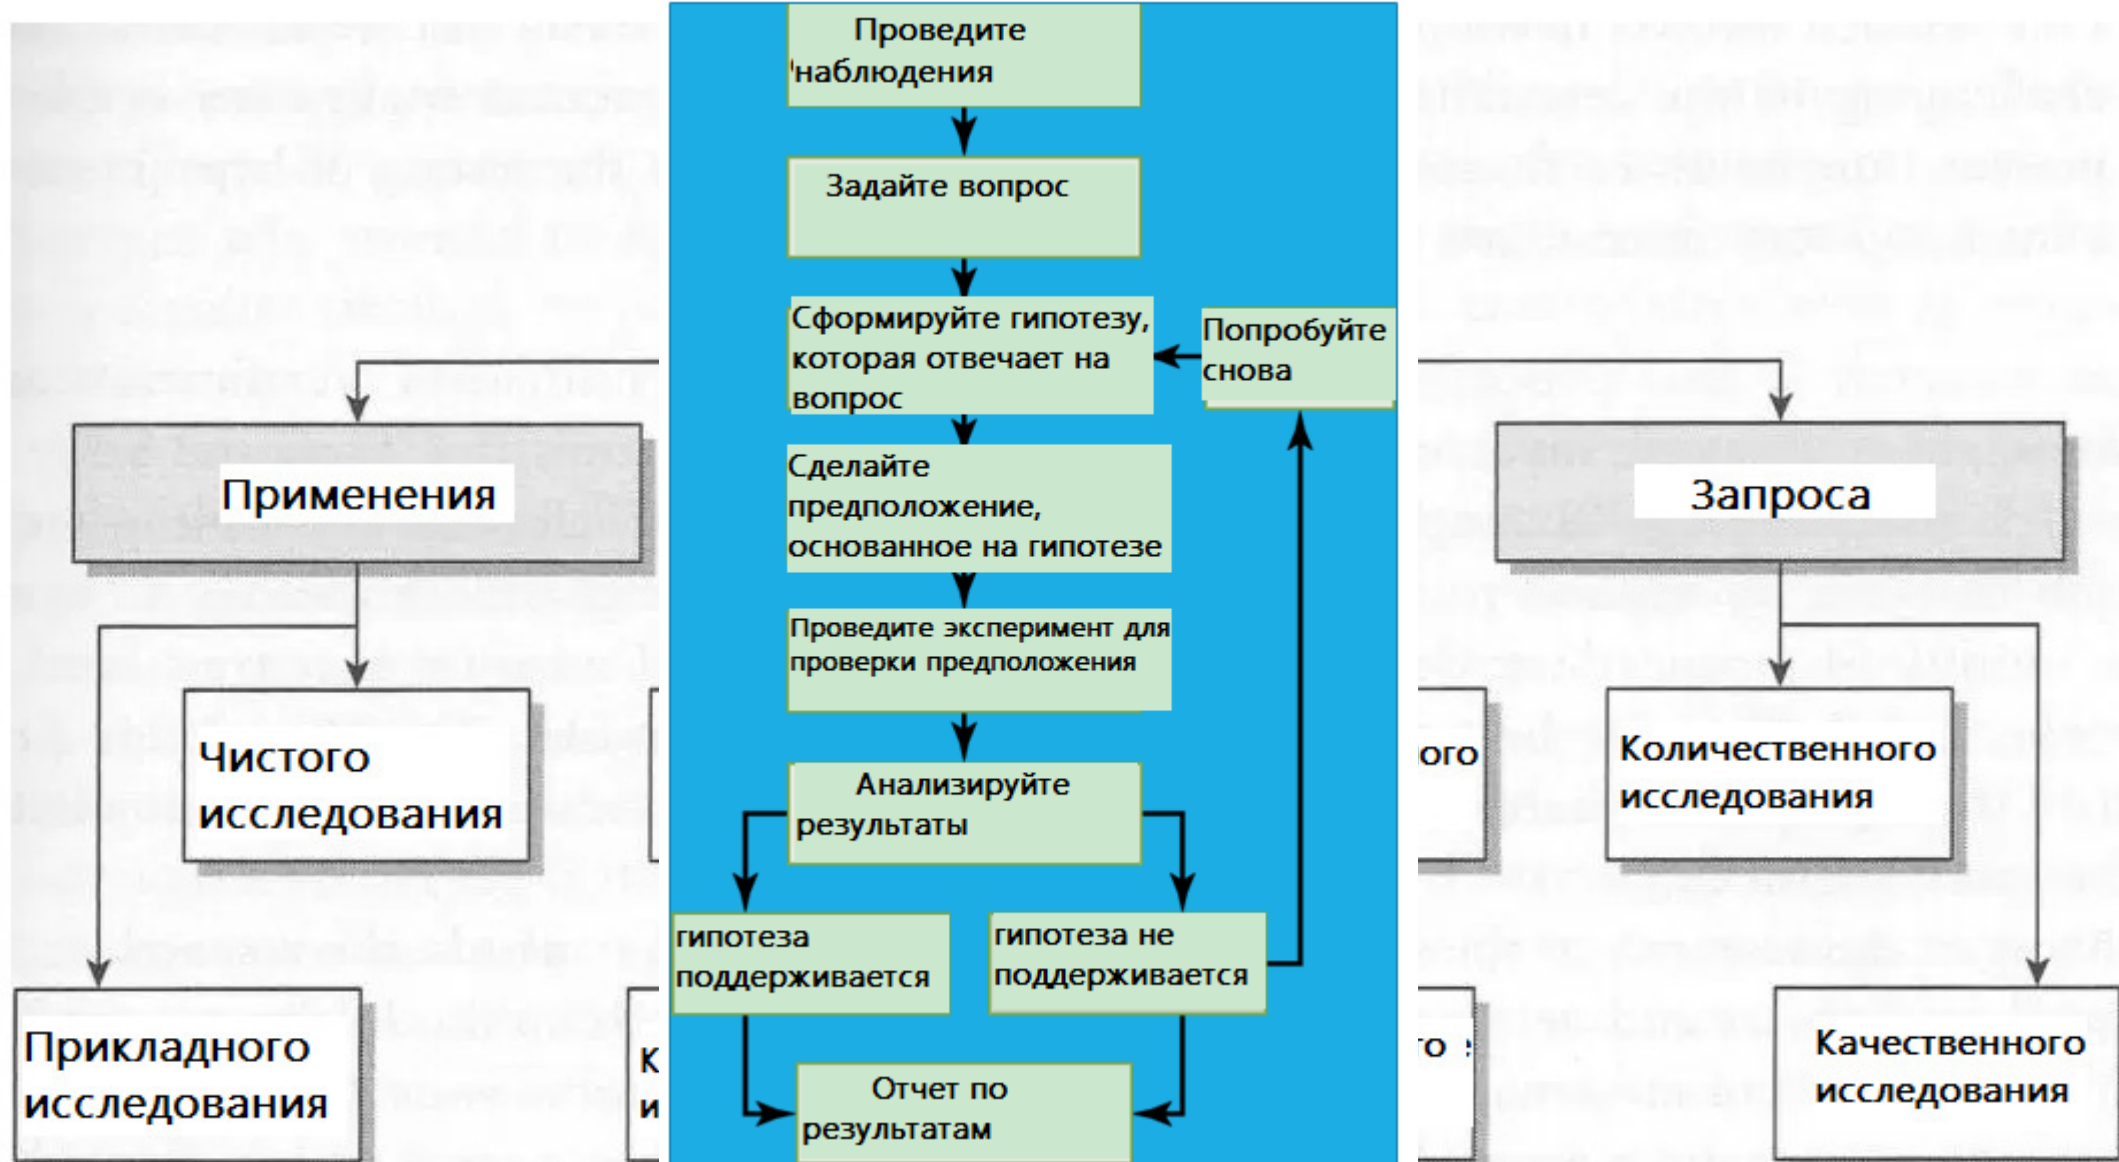 Проведите
наблюдения
Задайте вопрос
Сформируйте гипотезу,
которая отвечает на
вопрос
Попробуйте
снова
Сделайте
предположение,
основанное на гипотезе
Проведите эксперимент для
проверки предположения
Анализируйте
результаты
гипотеза
поддерживается
гипотеза не
поддерживается
Отчет по
результатам
Применения
Чистого
исследования
Прикладного
исследования
Запроса
Количественного
исследования
Качественного
исследования